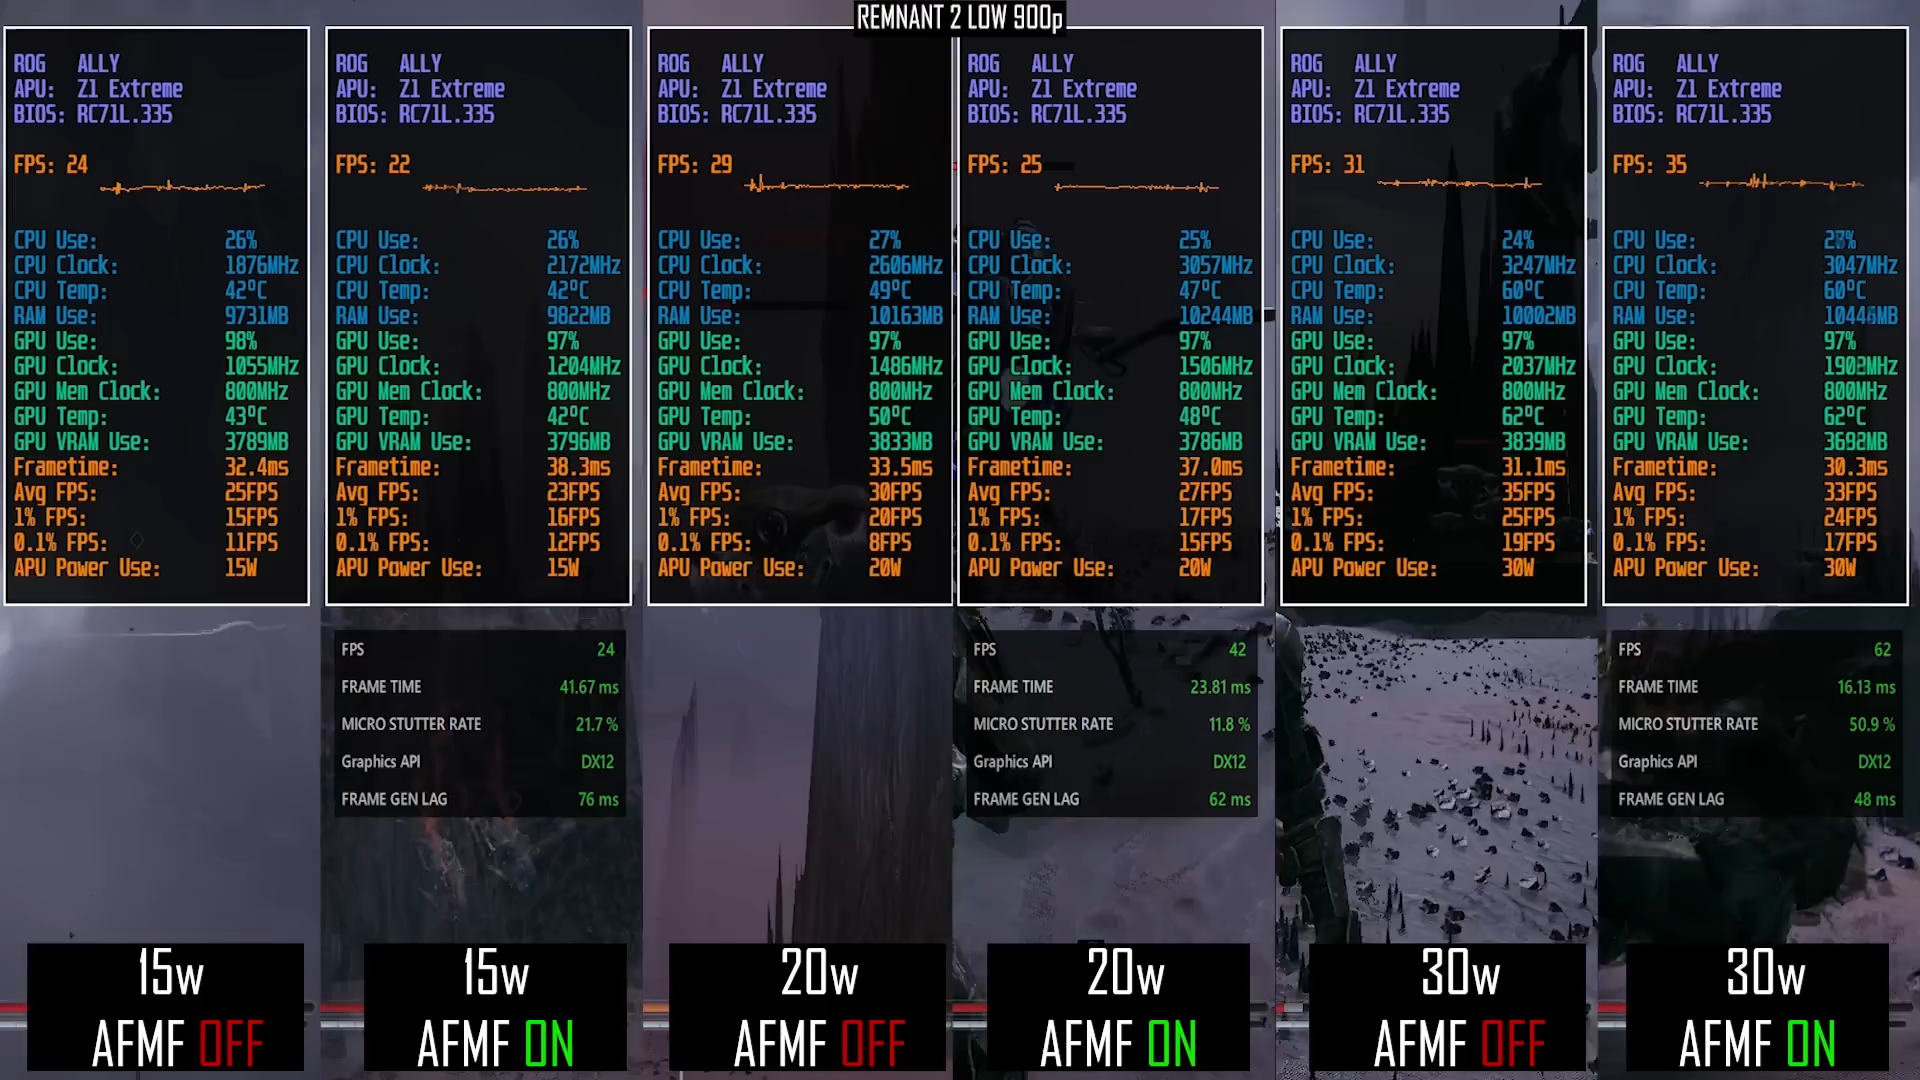 REMNANT 2 LOW 900p
ROG ALLY
APU: Z1 Extreme
BIOS: RC71L.335
FPS: 24
CPU Use: 26%
CPU Clock: 1876MHz
CPU Temp: 42°C
RAM Use: 9731MB
GPU Use: 98%
GPU Clock: 1055MHz
GPU Mem Clock: 800MHz
GPU Temp: 43°C
GPU VRAM Use: 3789MB
Frametime: 32.4ms
Avg FPS: 25FPS
1% FPS: 15FPS
0.1% FPS: 11FPS
APU Power Use: 15W
15w
AFMF OFF
ROG ALLY
APU: Z1 Extreme
BIOS: RC71L.335
FPS: 22
CPU Use: 26%
CPU Clock: 2172MHz
CPU Temp: 42°C
RAM Use: 9822MB
GPU Use: 97%
GPU Clock: 1204MHz
GPU Mem Clock: 800MHz
GPU Temp: 42°C
GPU VRAM Use: 3796MB
Frametime: 38.3ms
Avg FPS: 23FPS
1% FPS: 16FPS
0.1% FPS: 12FPS
APU Power Use: 15W
FPS 24
FRAME TIME 41.67 ms
MICRO STUTTER RATE 21.7 %
Graphics API DX12
FRAME GEN LAG 76 ms
15w
AFMF ON
ROG ALLY
APU: Z1 Extreme
BIOS: RC71L.335
FPS: 29
CPU Use: 27%
CPU Clock: 2606MHz
CPU Temp: 49°C
RAM Use: 10163MB
GPU Use: 97%
GPU Clock: 1486MHz
GPU Mem Clock: 800MHz
GPU Temp: 50°C
GPU VRAM Use: 3833MB
Frametime: 33.5ms
Avg FPS: 30FPS
1% FPS: 20FPS
0.1% FPS: 8FPS
APU Power Use: 20W
20w
AFMF OFF
ROG ALLY
APU: Z1 Extreme
BIOS: RC71L.335
FPS: 25
CPU Use: 25%
CPU Clock: 3057MHz
CPU Temp: 47°C
RAM Use: 10244MB
GPU Use: 97%
GPU Clock: 1506MHz
GPU Mem Clock: 800MHz
GPU Temp: 48°C
GPU VRAM Use: 3786MB
Frametime: 37.0ms
Avg FPS: 27FPS
1% FPS: 17FPS
0.1% FPS: 15FPS
APU Power Use: 20W
FPS 42
FRAME TIME 23.81 ms
MICRO STUTTER RATE 11.8 %
Graphics API DX12
FRAME GEN LAG 62 ms
20w
AFMF ON
ROG ALLY
APU: Z1 Extreme
BIOS: RC71L.335
FPS: 31
CPU Use: 24%
CPU Clock: 3247MHz
CPU Temp: 60°C
RAM Use: 10002MB
GPU Use: 97%
GPU Clock: 2037MHz
GPU Mem Clock: 800MHz
GPU Temp: 62°C
GPU VRAM Use: 3839MB
Frametime: 31.1ms
Avg FPS: 35FPS
1% FPS: 25FPS
0.1% FPS: 19FPS
APU Power Use: 30W
30w
AFMF OFF
ROG ALLY
APU: Z1 Extreme
BIOS: RC71L.335
FPS: 35
CPU Use:
CPU Clock: 3047MHz
CPU Temp: 60°C
RAM Use:
GPU Use: 97%
GPU Clock:
GPU Mem Clock: 800MHz
GPU Temp: 62°C
GPU VRAM Use: 3692MB
Frametime: 30.3ms
Avg FPS: 33FPS
1% FPS: 24FPS
0.1% FPS: 17FPS
APU Power Use: 30W
FPS 62
FRAME TIME 16.13 ms
MICRO STUTTER RATE 50.9 %
Graphics API DX12
FRAME GEN LAG 48 ms
30w
AFMF ON